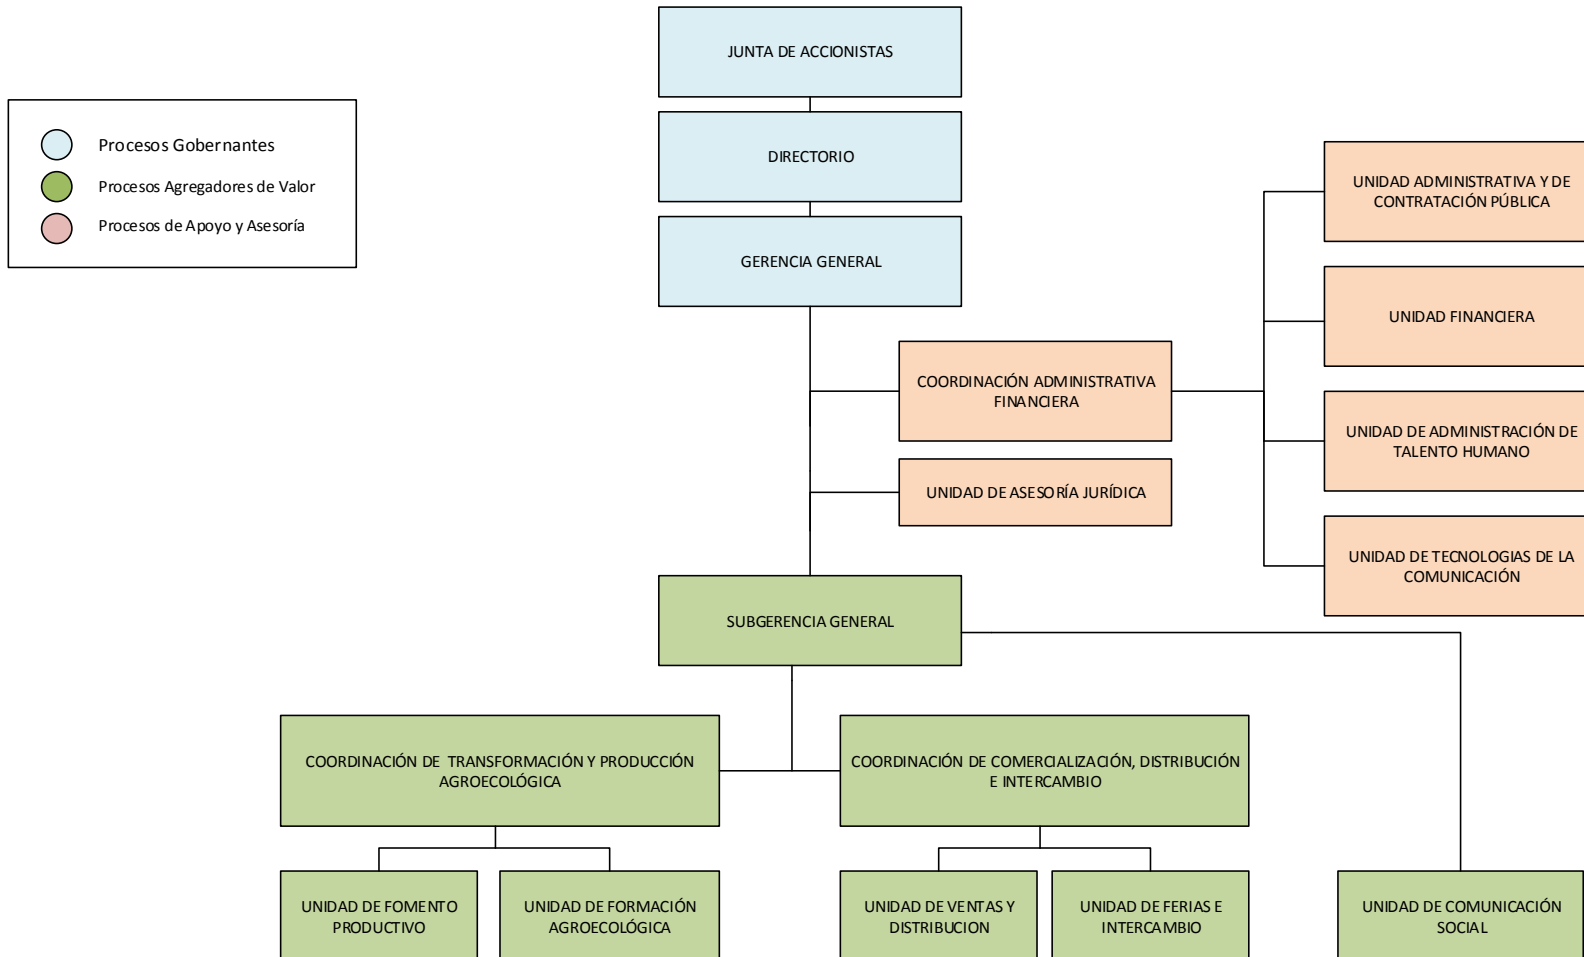 JUNTA DE ACCIONISTAS
Procesos Gobernantes
Procesos Agregadores de Valor
Procesos de Apoyo y Asesoría
DIRECTORIO
GERENCIA GENERAL
UNIDAD ADMINISTRATIVA Y DE
CONTRATACIÓN PÚBLICA
UNIDAD FINANCIERA
COORDINACIÓN ADMINISTRATIVA
FINANCIERA
UNIDAD DE ADMINISTRACIÓN DE
TALENTO HUMANO
UNIDAD DE ASESORÍA JURÍDICA
UNIDAD DE TECNOLOGIAS DE LA
COMUNICACIÓN
SUBGERENCIA GENERAL
COORDINACIÓN DE TRANSFORMACIÓN Y PRODUCCIÓN
AGROECOLÓGICA
COORDINACIÓN DE COMERCIALIZACIÓN, DISTRIBUCIÓN
E INTERCAMBIO
UNIDAD DE FOMENTO
PRODUCTIVO
UNIDAD DE FORMACIÓN
AGROECOLÓGICA
UNIDAD DE VENTAS Y
DISTRIBUCION
UNIDAD DE FERIAS E
INTERCAMBIO
UNIDAD DE COMUNICACIÓN
SOCIAL